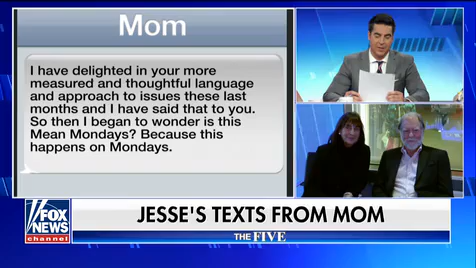 Mom
I have delighted in your more
measured and thoughtful language
and approach to issues these last
months and I have said that to you.
So then I began to wonder is this
Mean Mondays? Because this
happens on Mondays.
FOX
NEWS
channel
JESSE'S TEXTS FROM MOM
THE FIVE